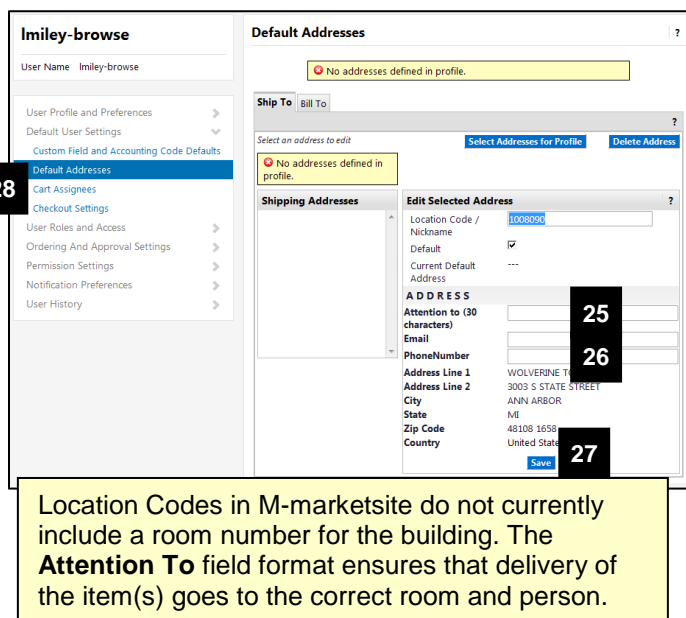 lmiley-browse
User Name lmiley-browse
User Profile and Preferences
Default User Settings
Custom Field and Accounting Code Defaults
Default Addresses
28
Cart Assignees
Checkout Settings
User Roles and Access
Ordering And Approval Settings
Permission Settings
Notification Preferences
User History
Default Addresses ?
No addresses defined in profile.
Ship To Bill To
?
Select an address to edit Select Addresses for Profile Delete Address
No addresses defined in
profile.
Shipping Addresses
Edit Selected Address ?
Location Code / 1008090
Nickname
Default
Current Default ---
Address
ADDRESS
Attention to (30 25
characters)
Email
PhoneNumber 26
Address Line 1 WOLVERINE
Address Line 2 3003 S STATE STREET
City ANN ARBOR
State MI
Zip Code 48108 1658
Country United
Save 27
Location Codes in M-marketsite do not currently
include a room number for the building. The
Attention To field format ensures that delivery of
the item(s) goes to the correct room and person.